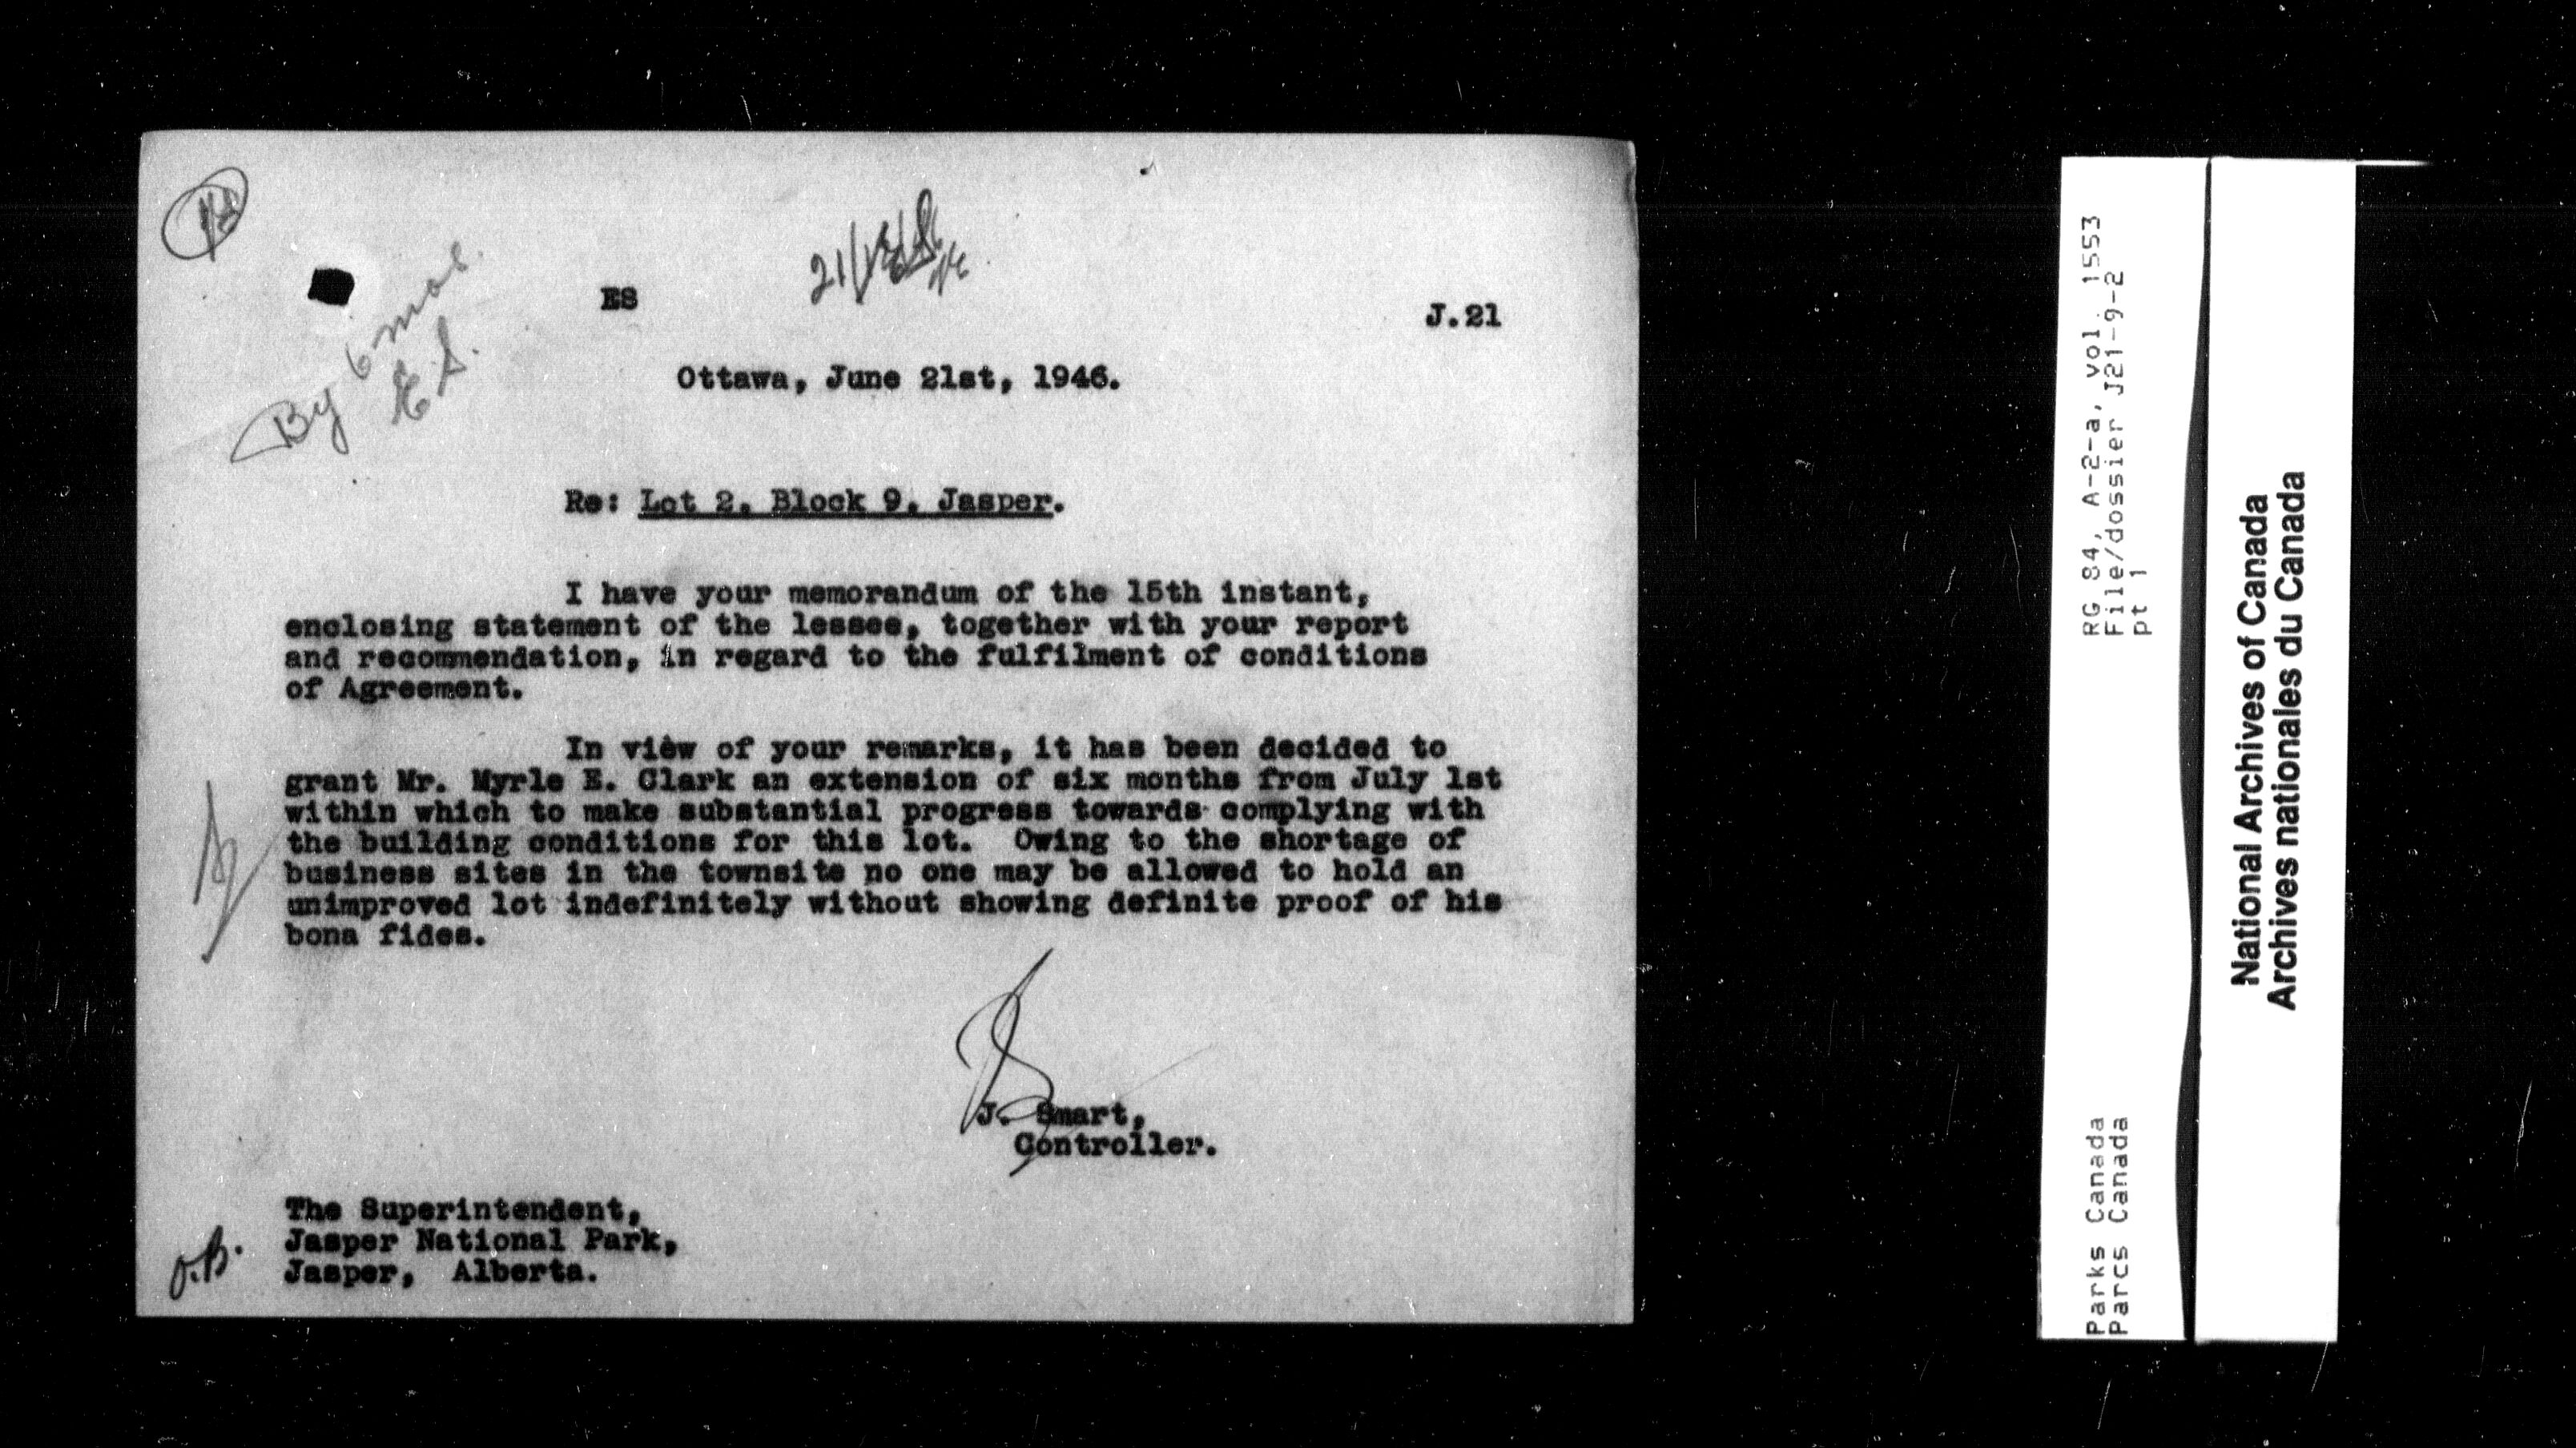 By 6 mos.
E.S.
ES
J.21
Ottawa, June 21st, 1946.
Re: Lot 2, Block 9, Jasper.
I have your memorandum of the 15th instant,
enclosing statement of the lessee, together with your report
and recommendation, in regard to the fulfilment of conditions
of Agreement.
In view of your remarks, it has been decided to
grant Mr. Myrle E. Clark an extension of six months from July 1st
within which to make substantial progress towards complying with
the building conditions for this lot. Owing to the shortage of
business sites in the townsite no one may be allowed to hold an
unimproved lot indefinitely without showing definite proof of his
bona fides.
J. Smart,
Controller.
The Superintendent,
Jasper National Park,
Jasper, Alberta.
RG 84, A-2-a, vol. 1553
File/dossier J21-9-2
pt 1
Parks Canada
Parcs Canada
National Archives of Canada
Archives nationales du Canada